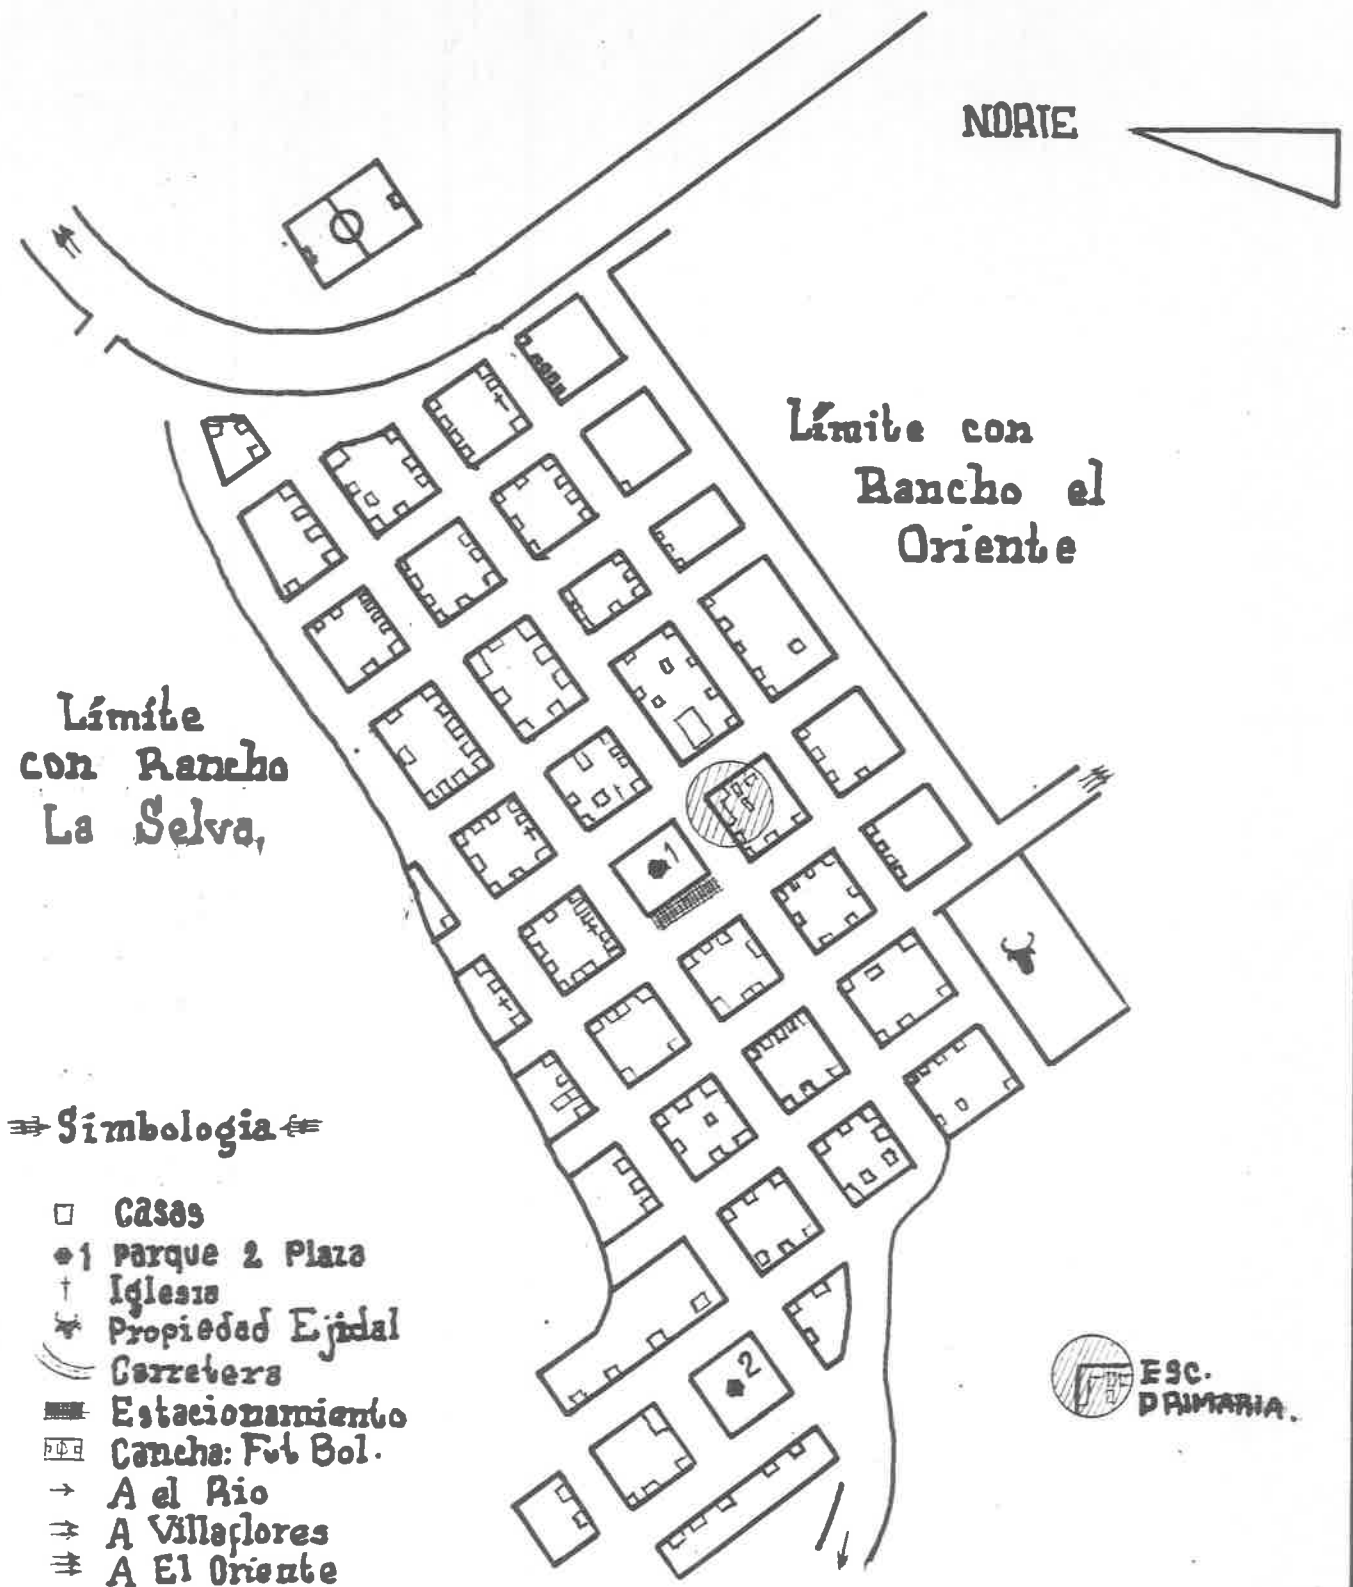 NORTE
Límite con
Rancho el
Oriente
Límite
con Rancho
La Selva,
1
2
Simbologia
Casas
1 Parque 2 Plaza
Iglesia
Propiedad Ejidal
Carretera
Estacionamiento
Cancha: Fut Bol.
A el Rio
A Villaflores
A El Oriente
ESC.
PRIMARIA.